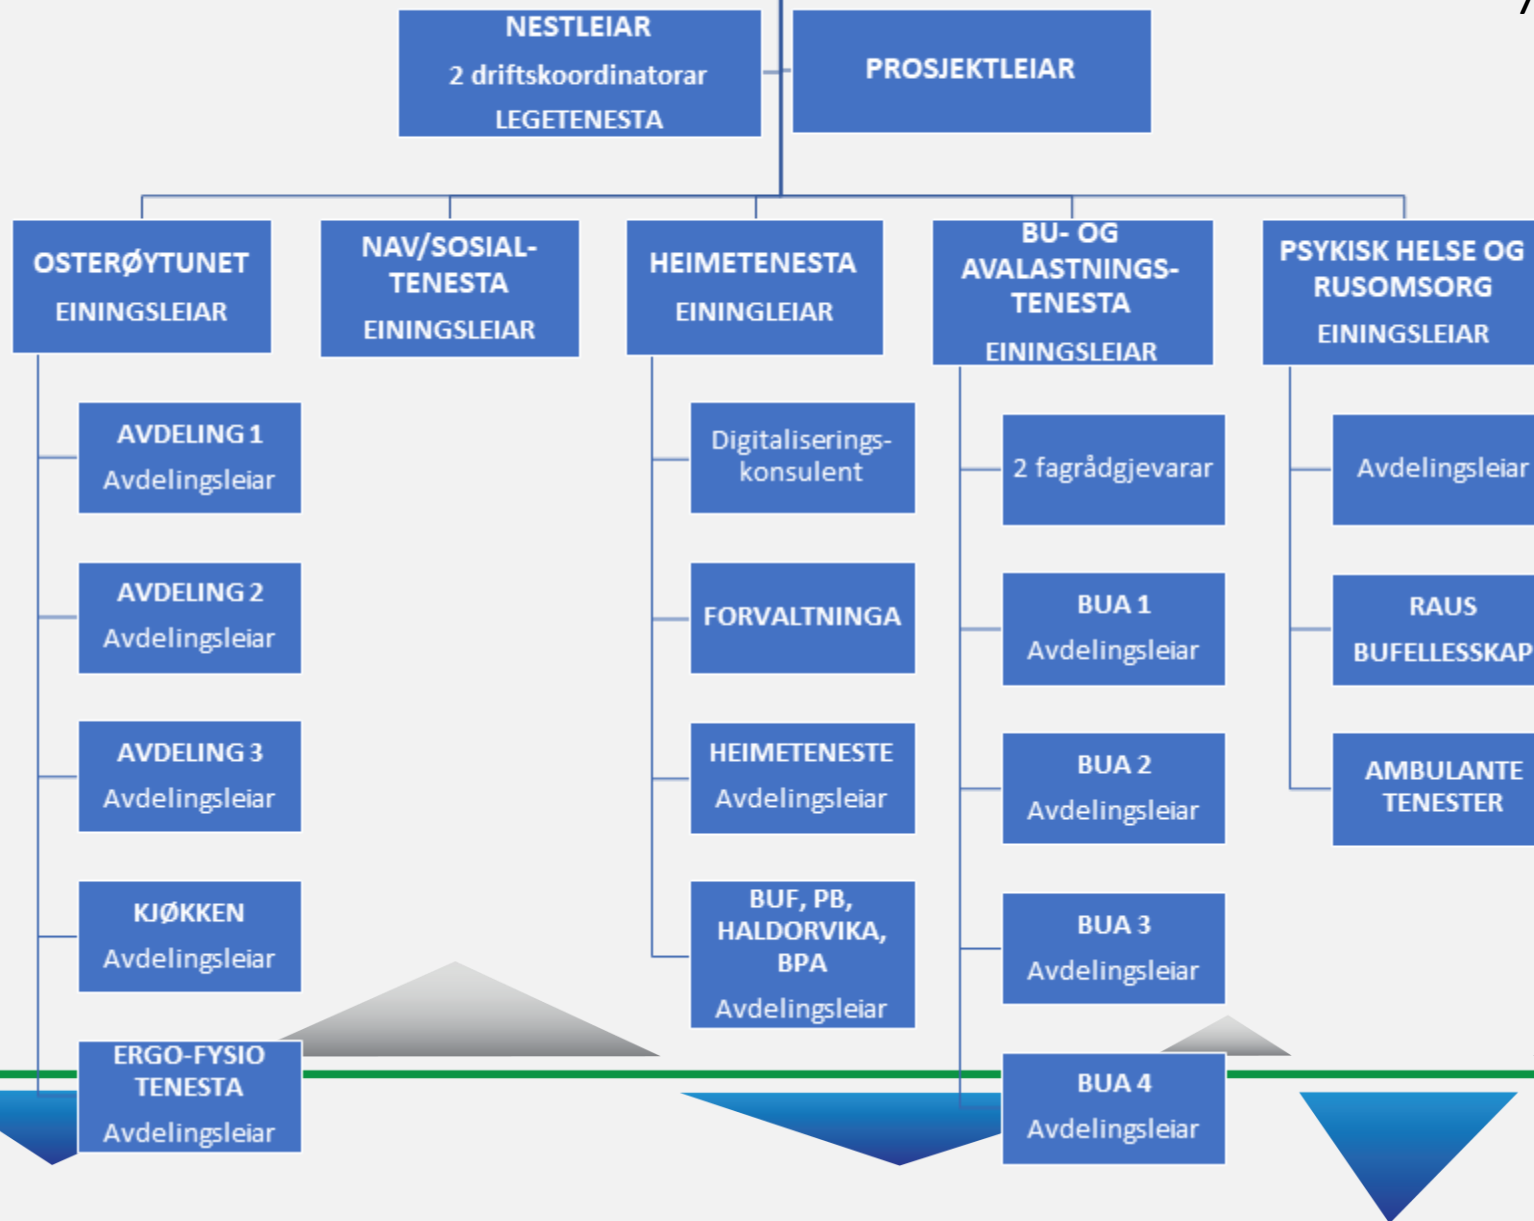 NESTLEIAR
2 driftskoordinatorar
LEGETENESTA
PROSJEKTLEIAR
OSTERØYTUNET
EININGSLEIAR
AVDELING 1
Avdelingsleiar
AVDELING 2
Avdelingsleiar
AVDELING 3
Avdelingsleiar
KJØKKEN
Avdelingsleiar
ERGO-FYSIO
TENESTA
Avdelingsleiar
NAV/SOSIAL-
TENESTA
EININGSLEIAR
HEIMETENESTA
EININGLEIAR
Digitaliserings-
konsulent
FORVALTNINGA
HEIMETENESTE
Avdelingsleiar
BUF, PB,
HALDORVIKA,
BPA
Avdelingsleiar
BU- OG
AVALASTNINGS-
TENESTA
EININGSLEIAR
2 fagrådgjevarar
BUA 1
Avdelingsleiar
BUA 2
Avdelingsleiar
BUA 3
Avdelingsleiar
BUA 4
Avdelingsleiar
PSYKISK HELSE OG
RUSOMSORG
EININGSLEIAR
Avdelingsleiar
RAUS
BUFELLESSKAP
AMBULANTE
TENESTER